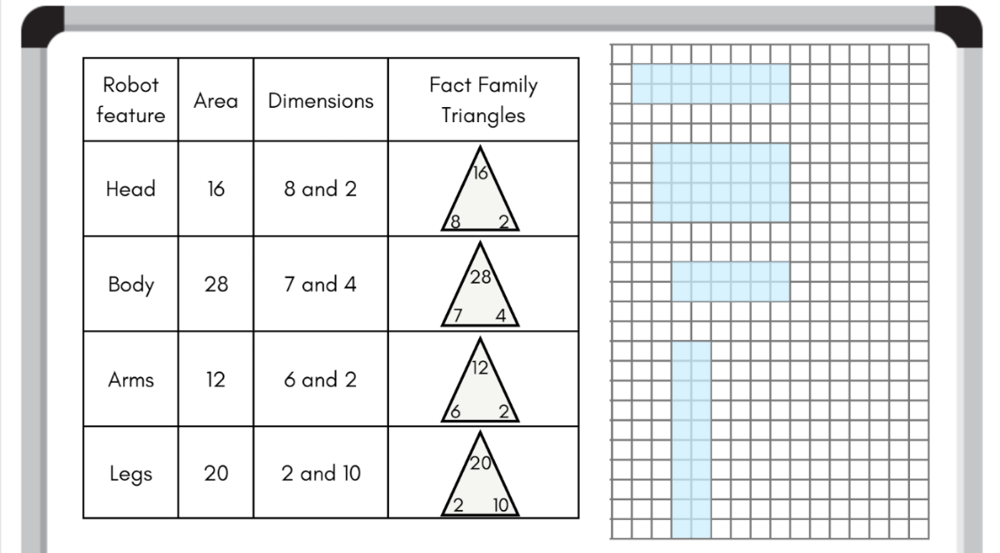 Robot
feature
Area
Dimensions
Fact Family
Triangles
Head
16
8 and 2
16
8 2
Body
28
7 and 4
28
7 4
Arms
12
6 and 2
12
6 2
Legs
20
2 and 10
20
2 10